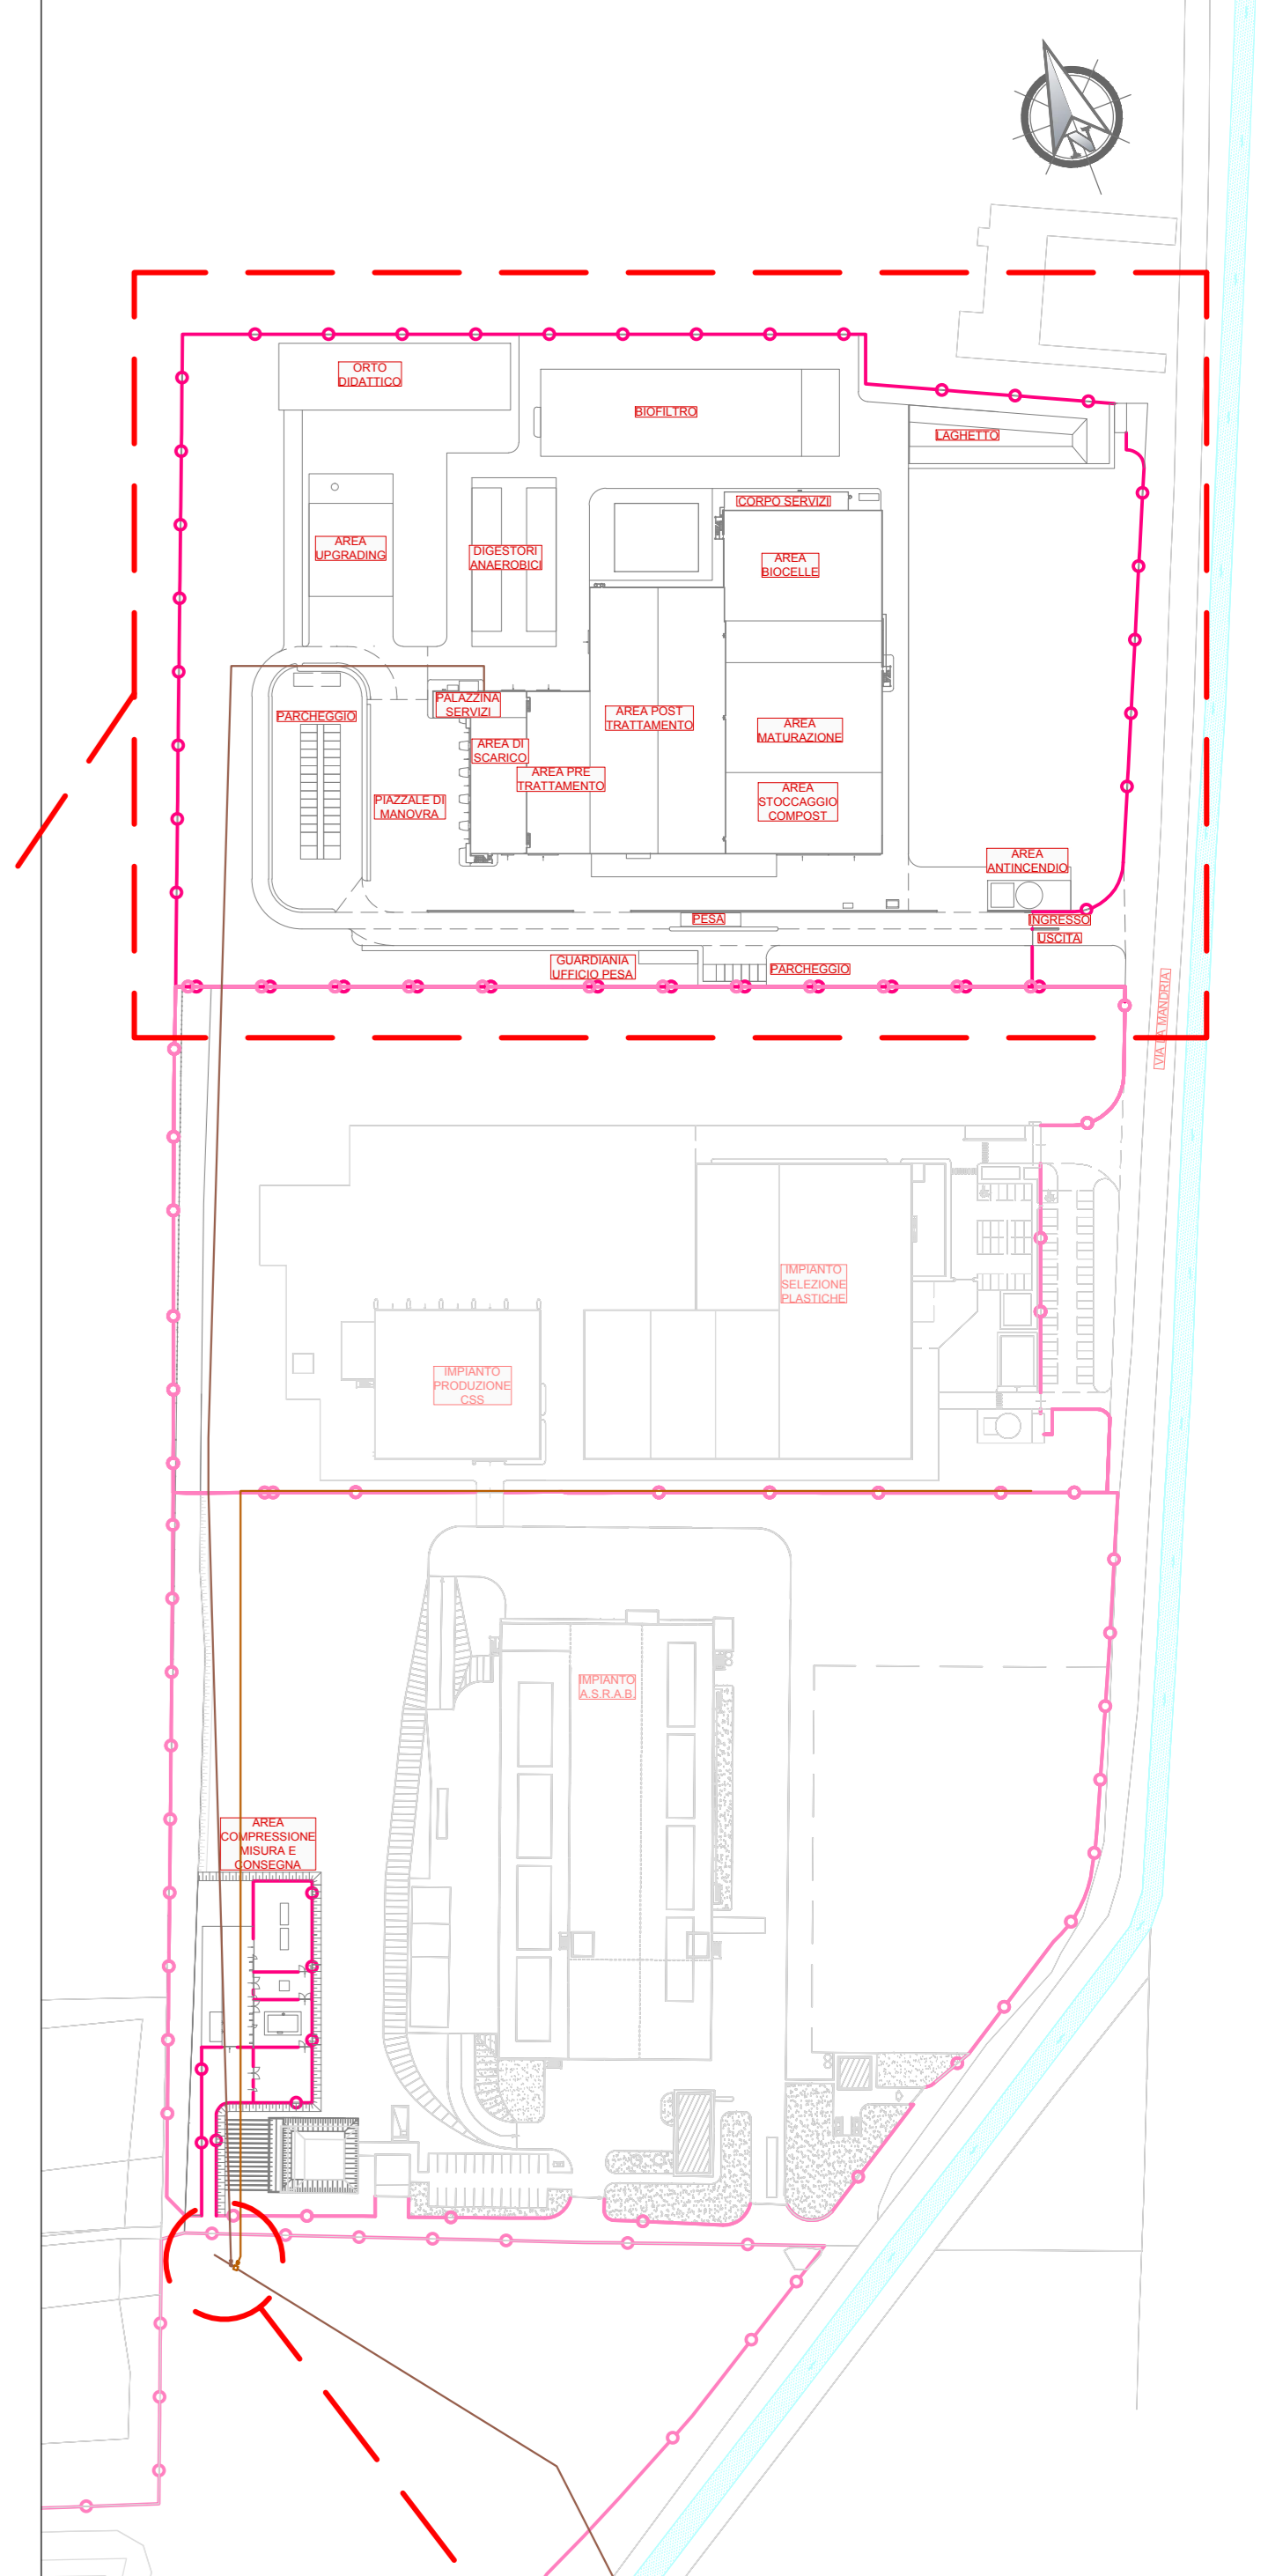 N
ORTO
DIDATTICO
BIOFILTRO
LAGHETTO
CORPO SERVIZI
AREA
UPGRADING
DIGESTORI
ANAEROBICI
AREA
BIOCELLE
PALAZZINA
SERVIZI
PARCHEGGIO
AREA POST
TRATTAMENTO
AREA
MATURAZIONE
AREA DI
SCARICO
AREA PRE
TRATTAMENTO
PIAZZALE DI
MANOVRA
AREA
STOCCAGGIO
COMPOST
AREA
ANTINCENDIO
PESA
INGRESSO
USCITA
GUARDIANIA
UFFICIO PESA
PARCHEGGIO
VIA LA MANDRIA
IMPIANTO
SELEZIONE
PLASTICHE
IMPIANTO
PRODUZIONE
CSS
IMPIANTO
A.S.R.A.B.
AREA
COMPRESSIONE
MISURA E
CONSEGNA